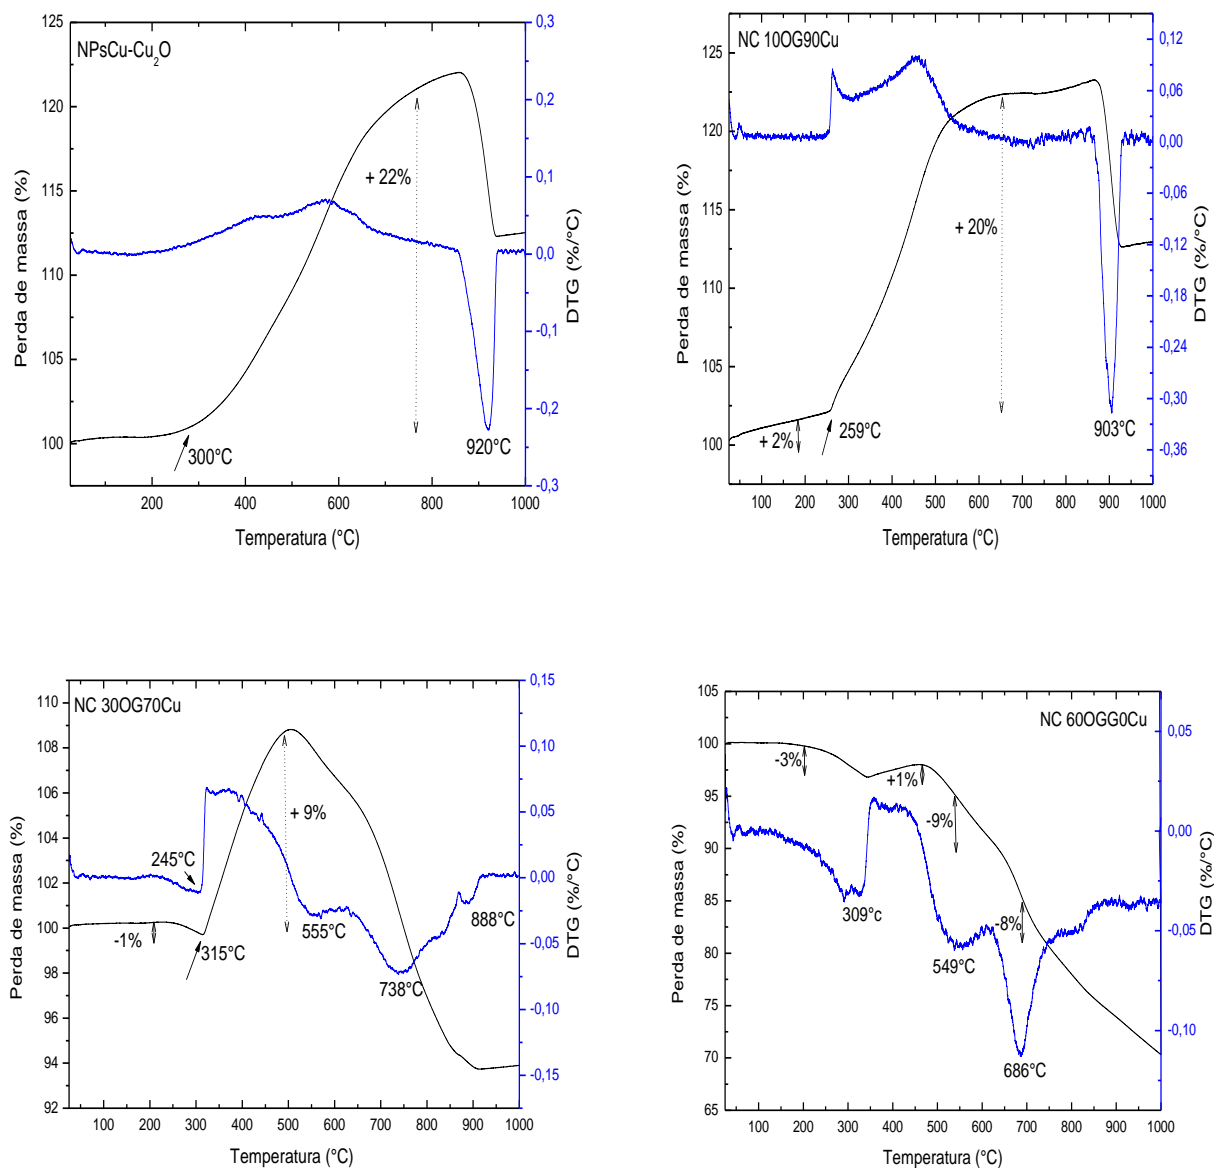 NPsCu-Cu2O
125
120
115
110
105
100
Perda de massa (%)
0,3
0,2
0,1
0,0
-0,1
-0,2
-0,3
DTG (%/°C)
+ 22%
300°C
920°C
200 400 600 800 1000
Temperatura (°C)
NC 10OG90Cu
125
120
115
110
105
100
Perda de massa (%)
0,12
0,06
0,00
-0,06
-0,12
-0,18
-0,24
-0,30
-0,36
DTG (%/°C)
+ 20%
+ 2%
259°C
903°C
100 200 300 400 500 600 700 800 900 1000
Temperatura (°C)
NC 30OG70Cu
110
108
106
104
102
100
98
96
94
92
Perda de massa (%)
0,15
0,10
0,05
0,00
-0,05
-0,10
-0,15
DTG (%/°C)
+ 9%
245°C
-1%
315°C
555°C
888°C
738°C
100 200 300 400 500 600 700 800 900 1000
Temperatura (°C)
NC 60OGG0Cu
105
100
95
90
85
80
75
70
65
Perda de massa (%)
0,05
0,00
-0,05
-0,10
DTG (%/°C)
-3%
+1%
-9%
309°c
-8%
549°C
686°C
100 200 300 400 500 600 700 800 900 1000
Temperatura (°C)